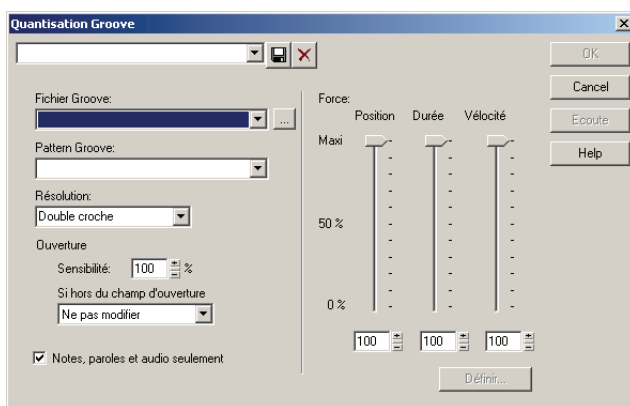 Quantisation Groove
OK
Cancel
Ecoute
Help
Fichier Groove:
...
Pattern Groove:
Résolution:
Double croche
Ouverture
Sensibilité: 100 %
Si hors du champ d'ouverture
Ne pas modifier
Notes, paroles et audio seulement
Force:
Position Durée Vélocité
Maxi
50 %
0 %
100 100 100
Définir...